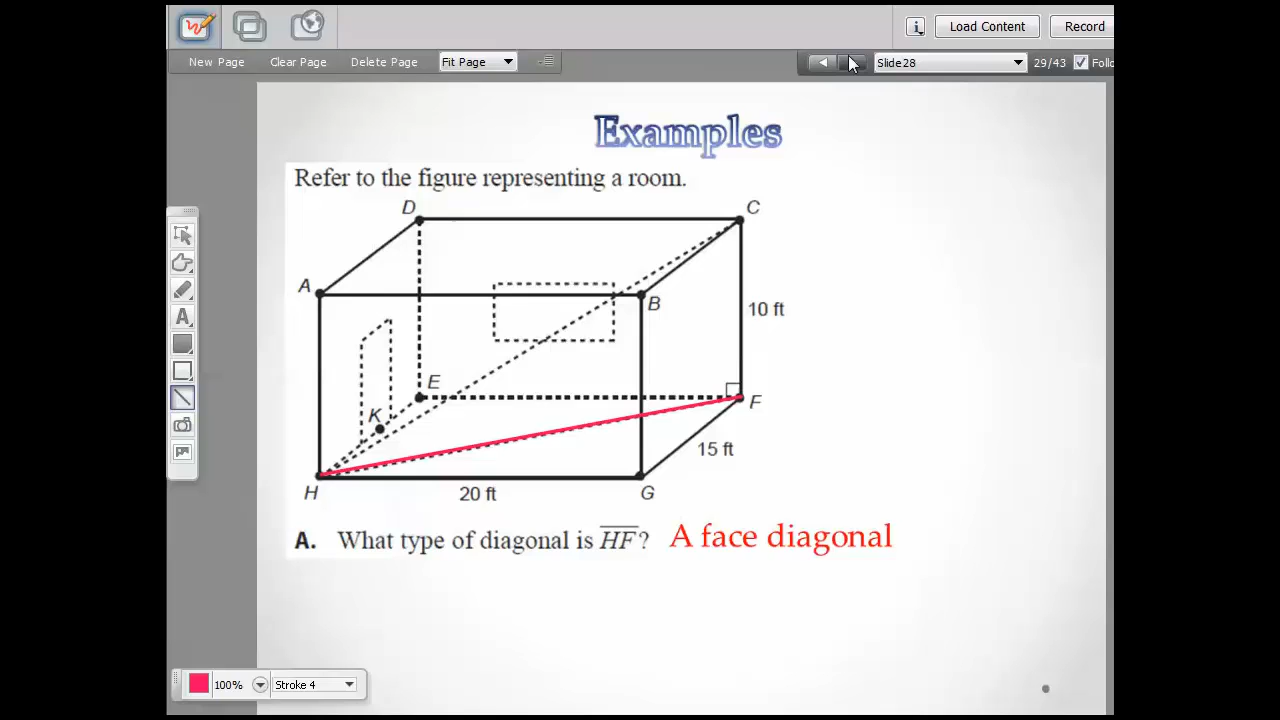 Load Content
Record
New Page
Clear Page
Delete Page
Fit Page
Slide28
29/43
Examples
Refer to the figure representing a room.
D
C
A
B
10 ft
E
K
F
15 ft
H
20 ft
G
A. What type of diagonal is HF? A face diagonal
100%
Stroke 4